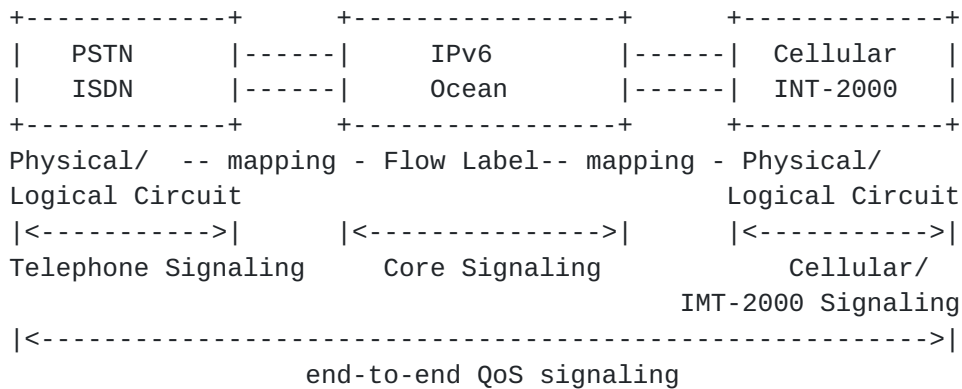 +-------------+      +------------------+      +-------------+
|    PSTN     |------|      IPv6        |------|  Cellular   |
|    ISDN     |------|      Ocean       |------|  INT-2000   |
+-------------+      +------------------+      +-------------+
Physical/  -- mapping - Flow Label-- mapping - Physical/
Logical Circuit                                Logical Circuit
|<----------->|      |<--------------->|       |<----------->|
Telephone Signaling     Core Signaling             Cellular/
                                            IMT-2000 Signaling
|<---------------------------------------------------------->|
                   end-to-end QoS signaling